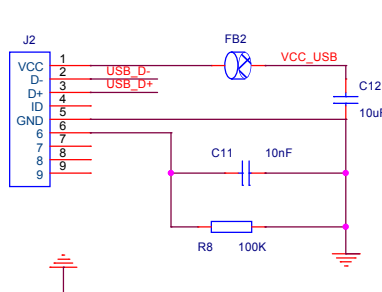 J2
FB2
VCC 1
VCC_USB
D- 2 USB_D-
D+ 3 USB_D+
C12
ID 4
10uF
GND 5
6 6
7 7
C11 10nF
8 8
9 9
R8 100K